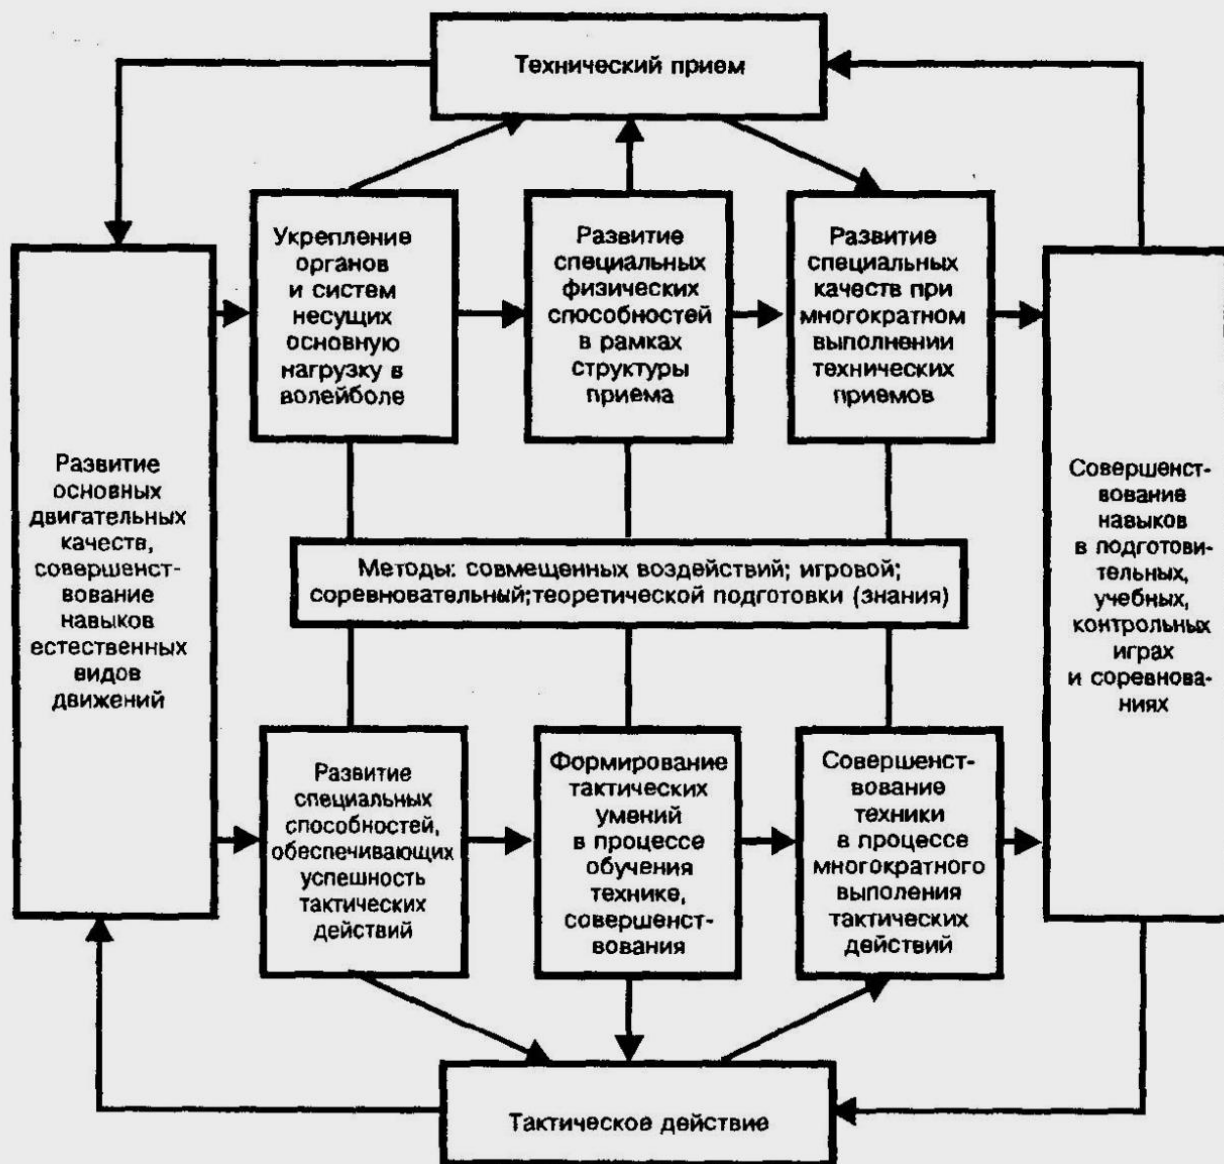 Технический прием
Укрепление
органов
и систем
несущих
основную
нагрузку в
волейболе
Развитие
специальных
физических
способностей
в рамках
структуры
приема
Развитие
специальных
качеств при
многократном
выполнении
технических
приемов
Развитие
основных
двигательных
качеств,
совершенст-
вование
навыков
естественных
видов
движений
Методы: совмещенных воздействий; игровой;
соревновательный;теоретической подготовки (знания)
Совершенст-
вование
навыков
в подготови-
тельных,
учебных,
контрольных
играх
и соревнова-
ниях
Развитие
специальных
способностей,
обеспечивающих
успешность
тактических
действий
Формирование
тактических
умений
в процессе
обучения
технике,
совершенст-
вования
Совершенст-
вование
техники
в процессе
многократного
выполения
тактических
действий
Тактическое действие